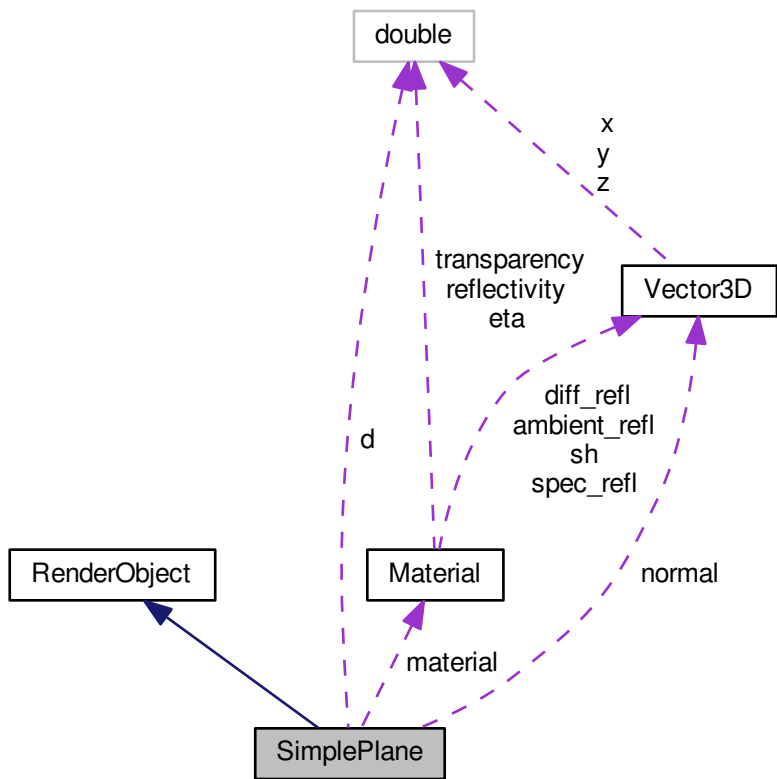 double
x
y
z
transparency
reflectivity
eta
Vector3D
diff_refl
ambient_refl
sh
spec_refl
d
RenderObject
Material
normal
material
SimplePlane